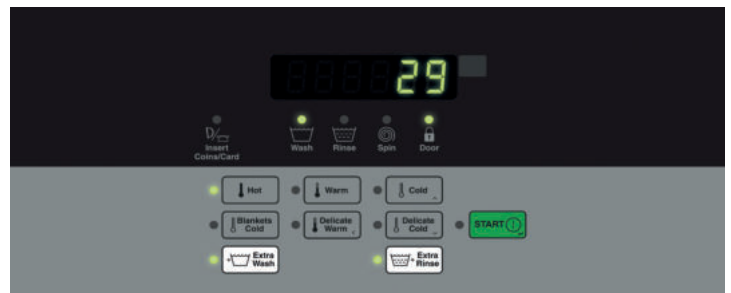 29
Insert
Coins/Card
Wash
Rinse
Spin
Door
Hot
Warm
Cold
Blankets
Cold
Delicate
Warm
Delicate
Cold
START
Extra
Wash
Extra
Rinse